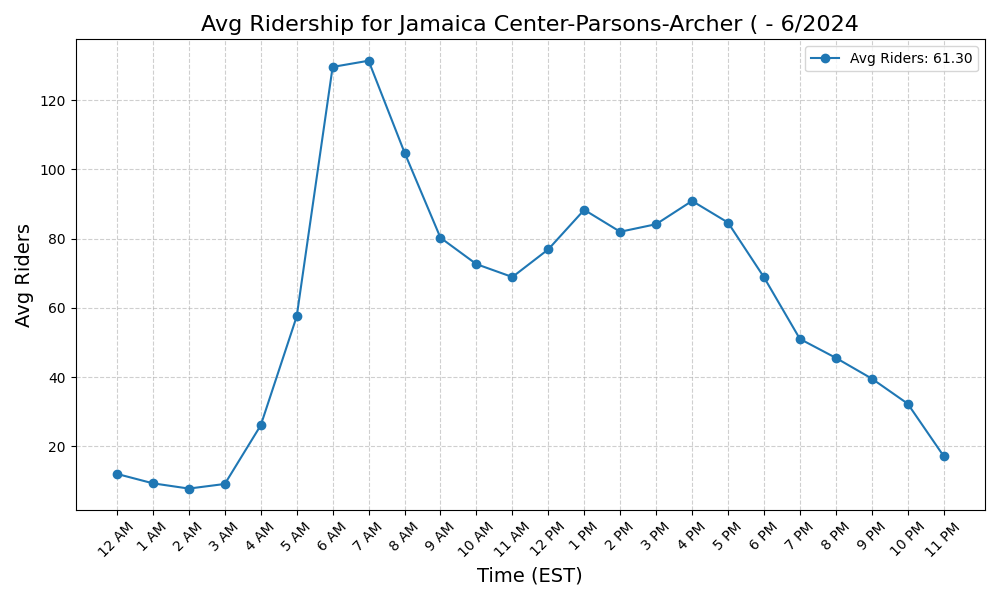 Avg Ridership for Jamaica Center-Parsons-Archer ( - 6/2024
Avg Riders: 61.30
Avg Riders
120
100
80
60
40
20
12 AM
1 AM
2 AM
3 AM
4 AM
5 AM
6 AM
7 AM
8 AM
9 AM
10 AM
11 AM
12 PM
1 PM
2 PM
3 PM
4 PM
5 PM
6 PM
7 PM
8 PM
9 PM
10 PM
11 PM
Time (EST)